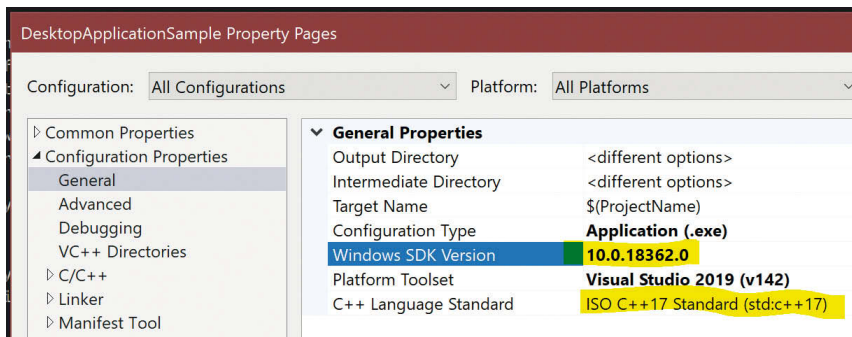 DesktopApplicationSample Property Pages
Configuration: All Configurations Platform: All Platforms
Common Properties
Configuration Properties
General
Advanced
Debugging
VC++ Directories
C/C++
Linker
Manifest Tool
General Properties
Output Directory <different options>
Intermediate Directory <different options>
Target Name $(ProjectName)
Configuration Type Application (.exe)
Windows SDK Version 10.0.18362.0
Platform Toolset Visual Studio 2019 (v142)
C++ Language Standard ISO C++17 Standard (std:c++17)